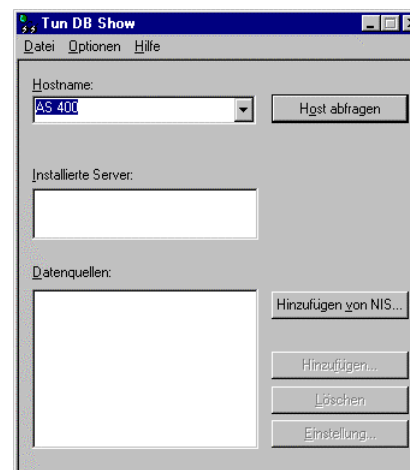 Tun DB Show
Datei Optionen Hilfe
Hostname:
AS 400
Host abfragen
Installierte Server:
Datenquellen:
Hinzufügen von NIS...
Hinzufügen...
Löschen
Einstellung...